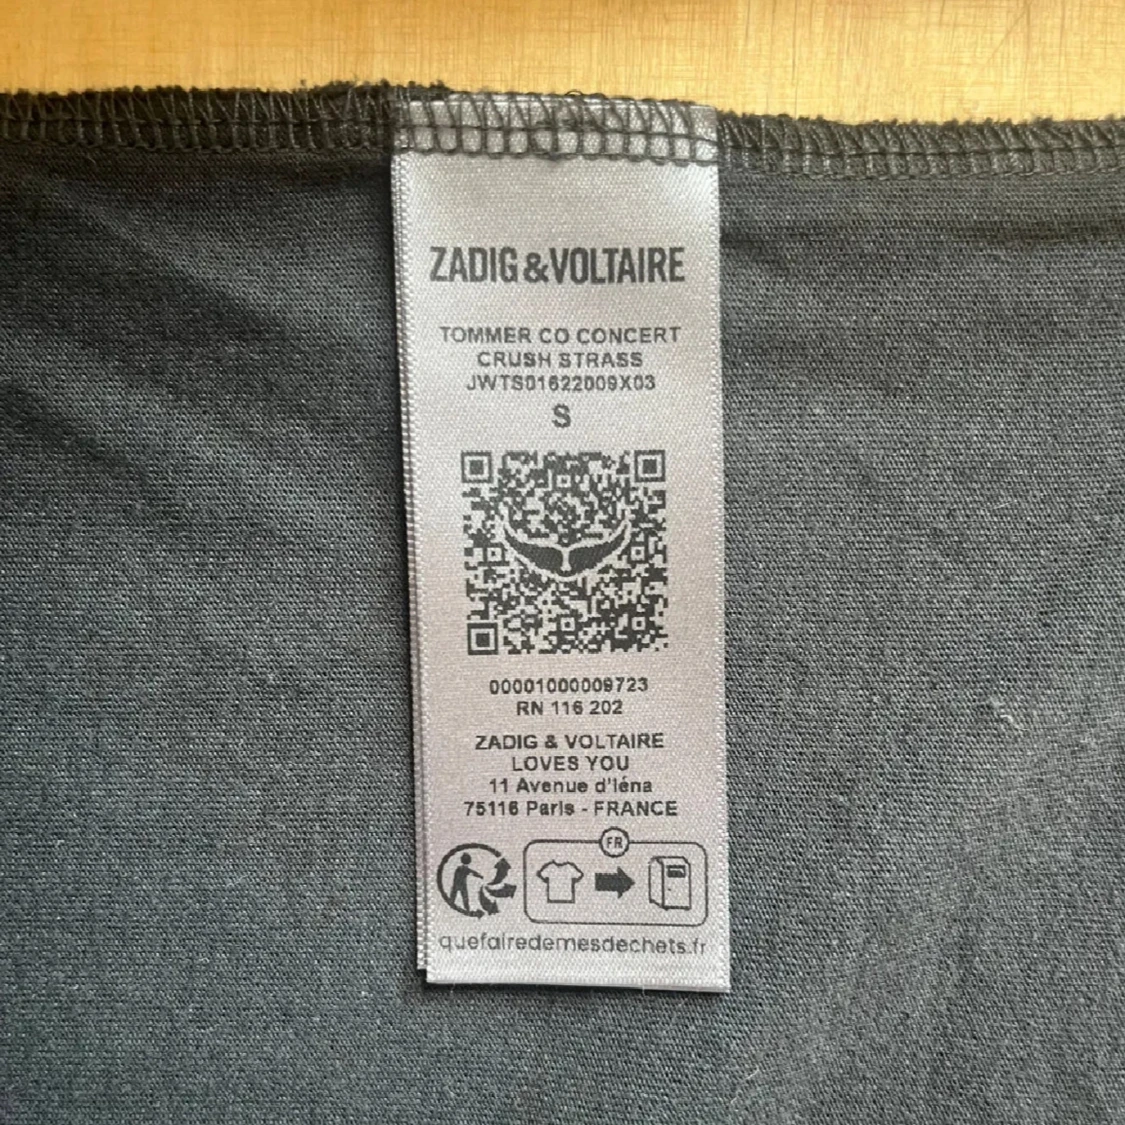 ZADIG&VOLTAIRE
TOMMER CO CONCERT
CRUSH STRASS
JWTS01622009X03
S
00001000009723
RN 116 202
ZADIG & VOLTAIRE
LOVES YOU
11 Avenue d'Iéna
75116 Paris - FRANCE
FR
quefairedemesdechets.fr